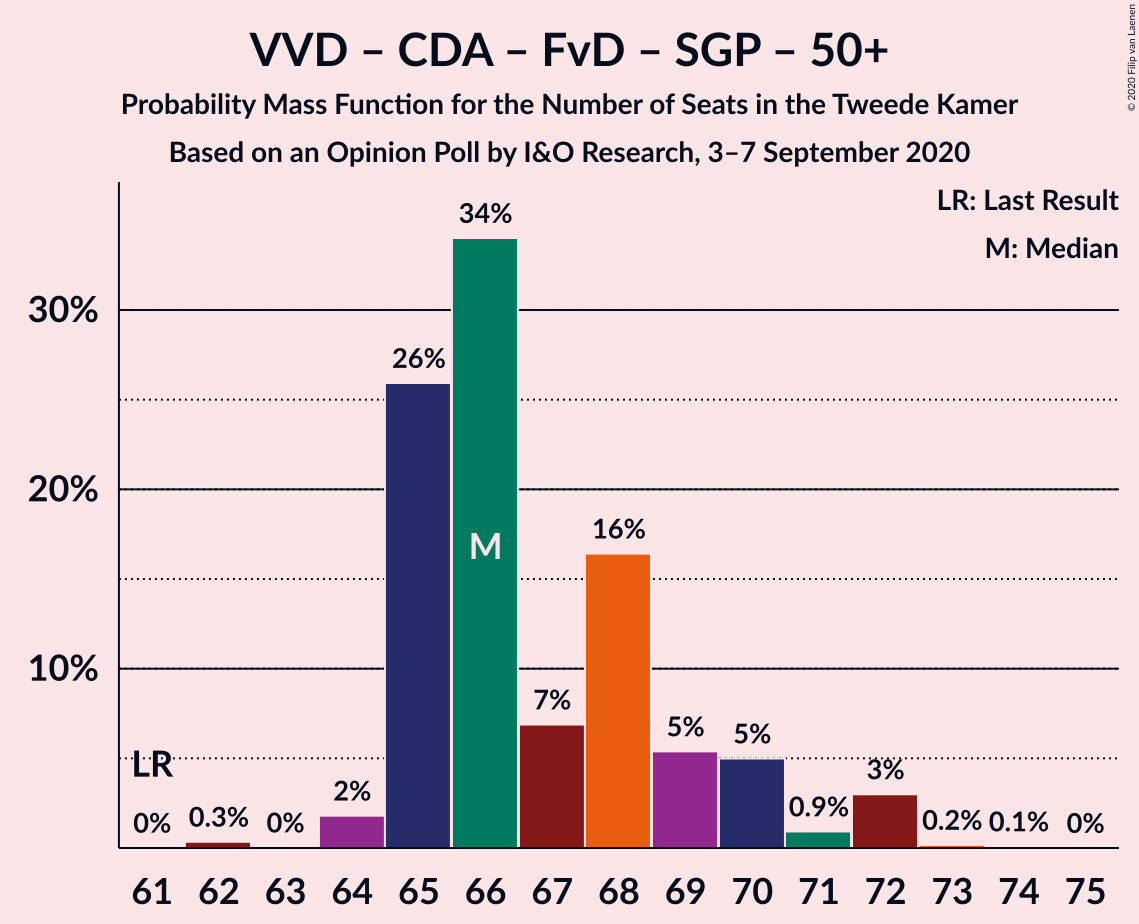 VVD – CDA – FvD – SGP – 50+
Probability Mass Function for the Number of Seats in the Tweede Kamer
Based on an Opinion Poll by I&O Research, 3–7 September 2020
© 2020 Filip van Laenen
LR: Last Result
M: Median
34%
30%
26%
20%
16%
M
10%
7%
5%
5%
LR
3%
2%
0.9%
0%
0.3%
0%
0.2%
0.1%
0%
61 62 63 64 65 66 67 68 69 70 71 72 73 74 75